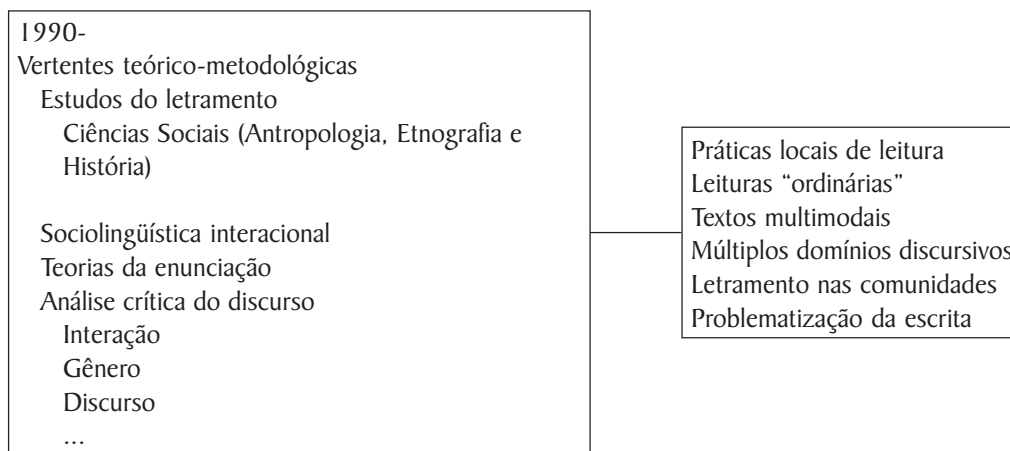 1990-
Vertentes teórico-metodológicas
Estudos do letramento
Ciências Sociais (Antropologia, Etnografia e
História)
Sociolingüística interacional
Teorias da enunciação
Análise crítica do discurso
Interação
Gênero
Discurso
...
Práticas locais de leitura
Leituras “ordinárias”
Textos multimodais
Múltiplos domínios discursivos
Letramento nas comunidades
Problematização da escrita